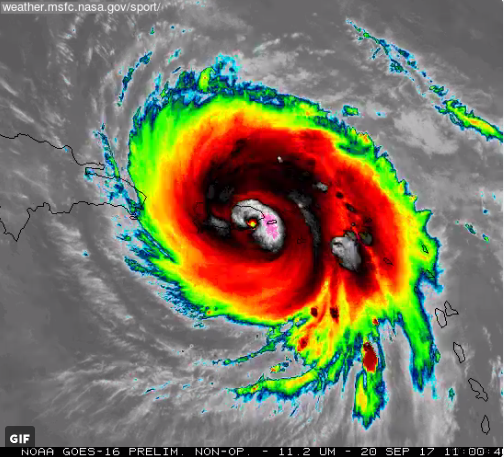 weather.msfc.nasa.gov/sport/
GIF
NOAA GOES-16 PRELIM. NON-OP. - 11.2 UM - 20 SEP 17 11:00:4